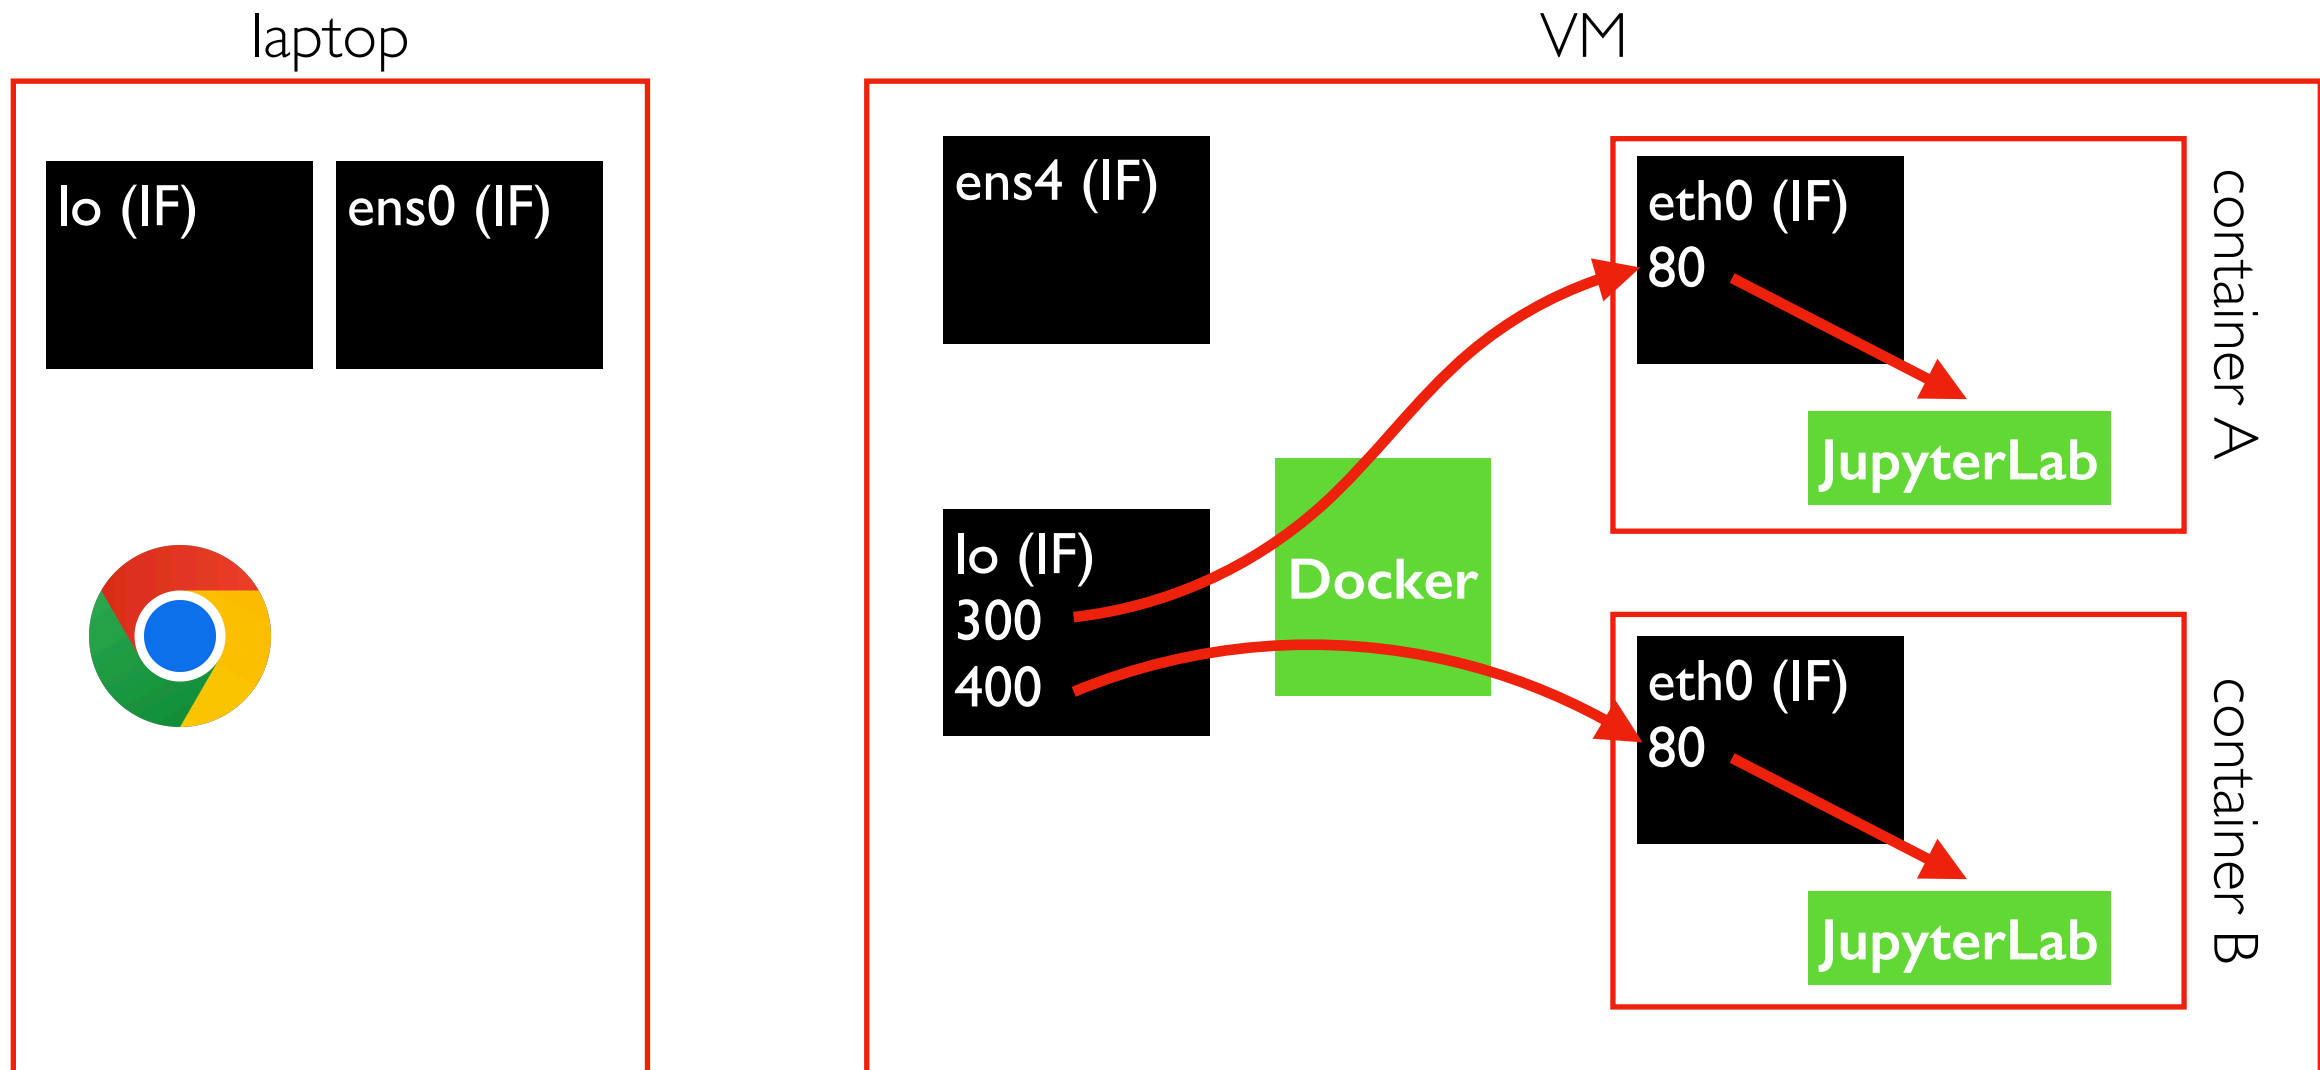 laptop
lo (IF)
ens0 (IF)
VM
ens4 (IF)
lo (IF)
300
400
Docker
eth0 (IF)
80
JupyterLab
container A
eth0 (IF)
80
JupyterLab
container B